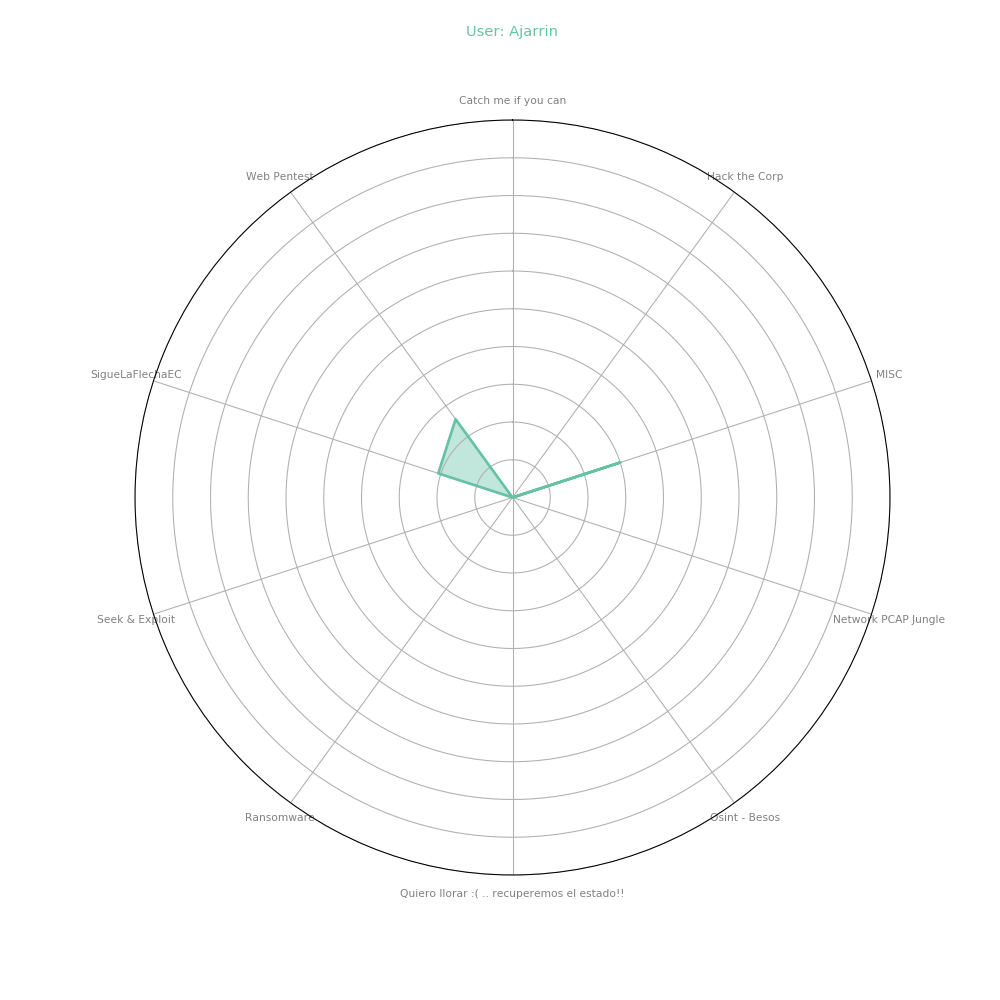 User: Ajarrin
Catch me if you can
Web Pentest
Hack the Corp
SigueLaFlechaEC
MISC
Seek & Exploit
Network PCAP Jungle
Ransomware
Osint - Besos
Quiero llorar :( .. recuperemos el estado!!